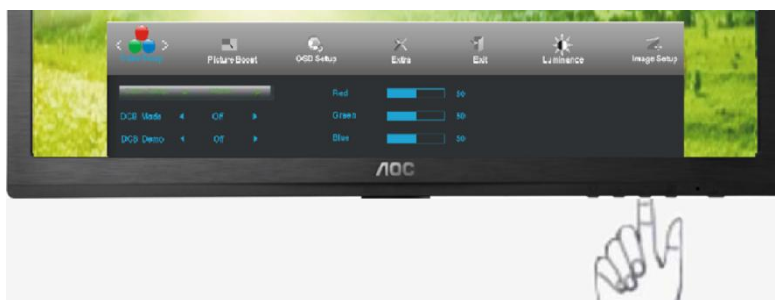 Picture Boost
OSD Setup
Extra
Exit
Luminance
Image Setup
Red 50
DCB Mode Off Green 50
DCB Demo Off Blue 50
AOC